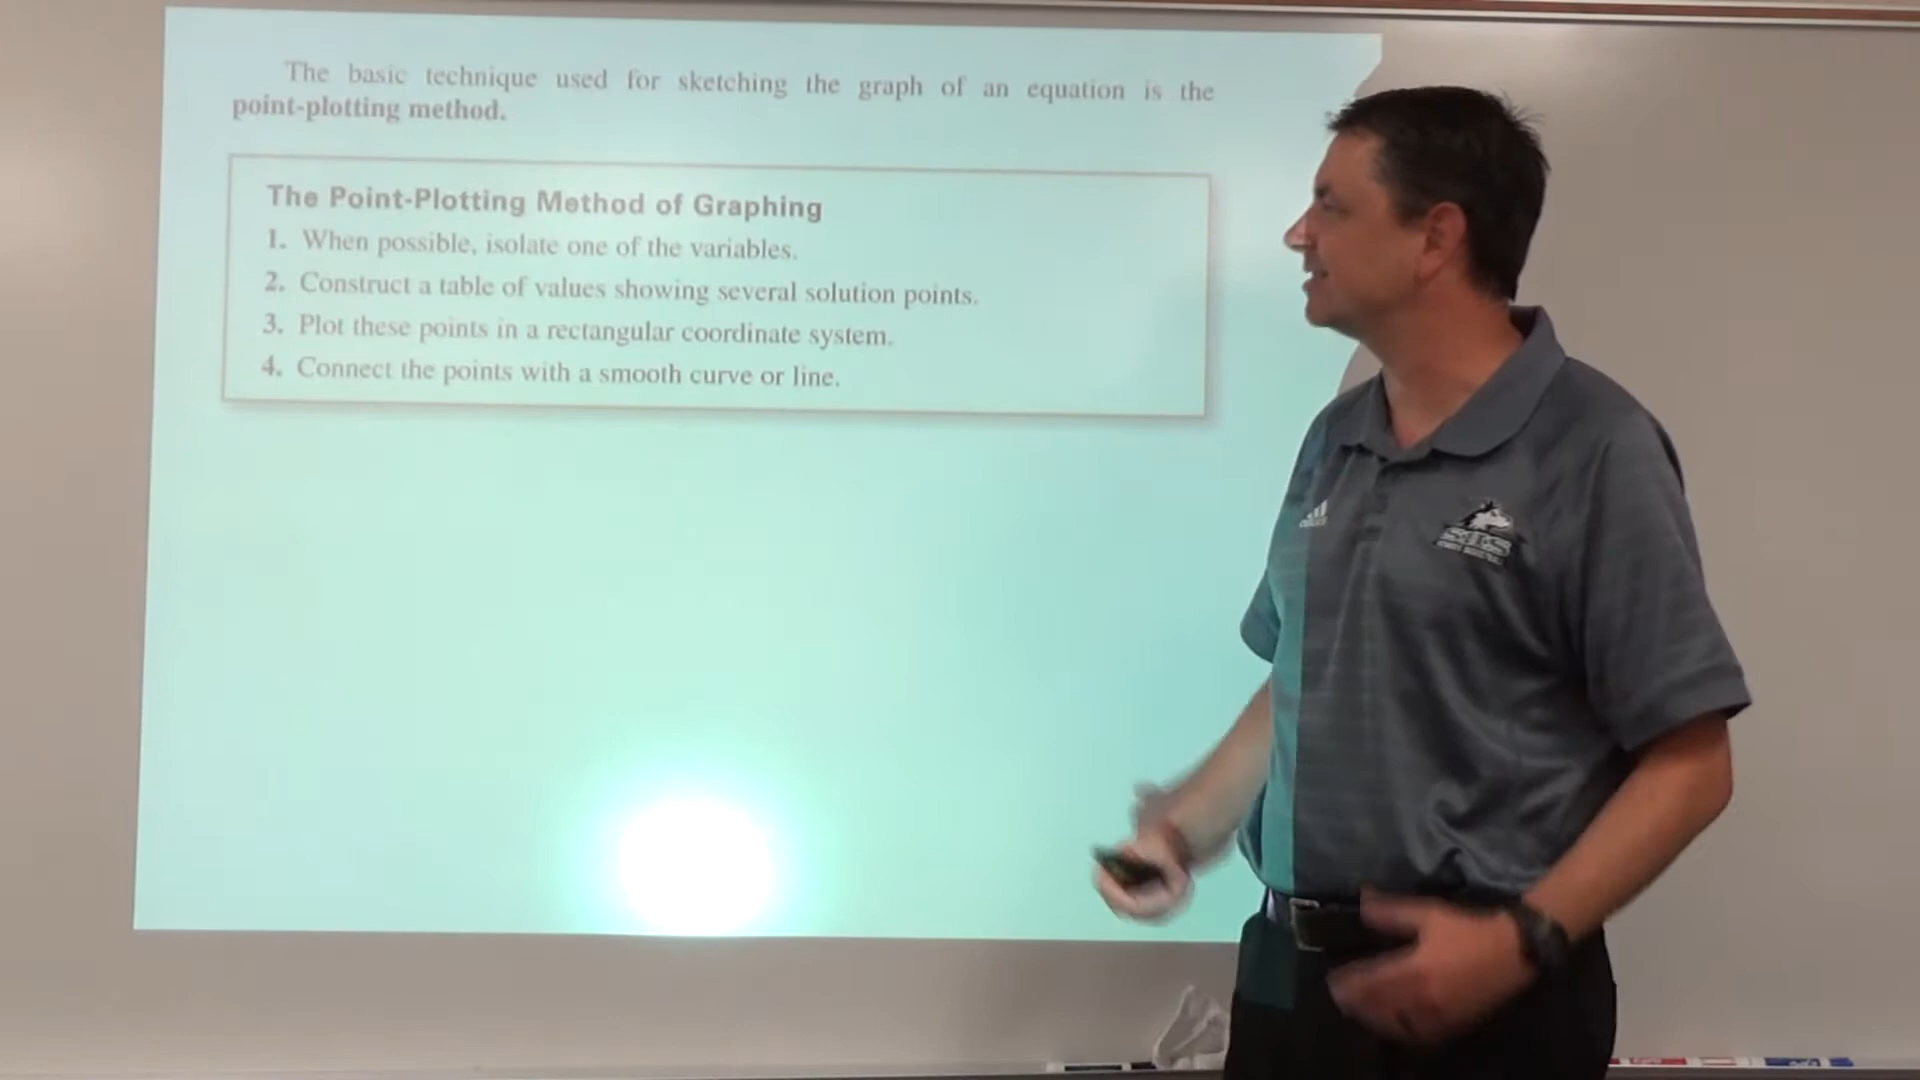 The basic technique used for sketching the graph of an equation is the
point-plotting method.
The Point-Plotting Method of Graphing
1. When possible, isolate one of the variables.
2. Construct a table of values showing several solution points.
3. Plot these points in a rectangular coordinate system.
4. Connect the points with a smooth curve or line.